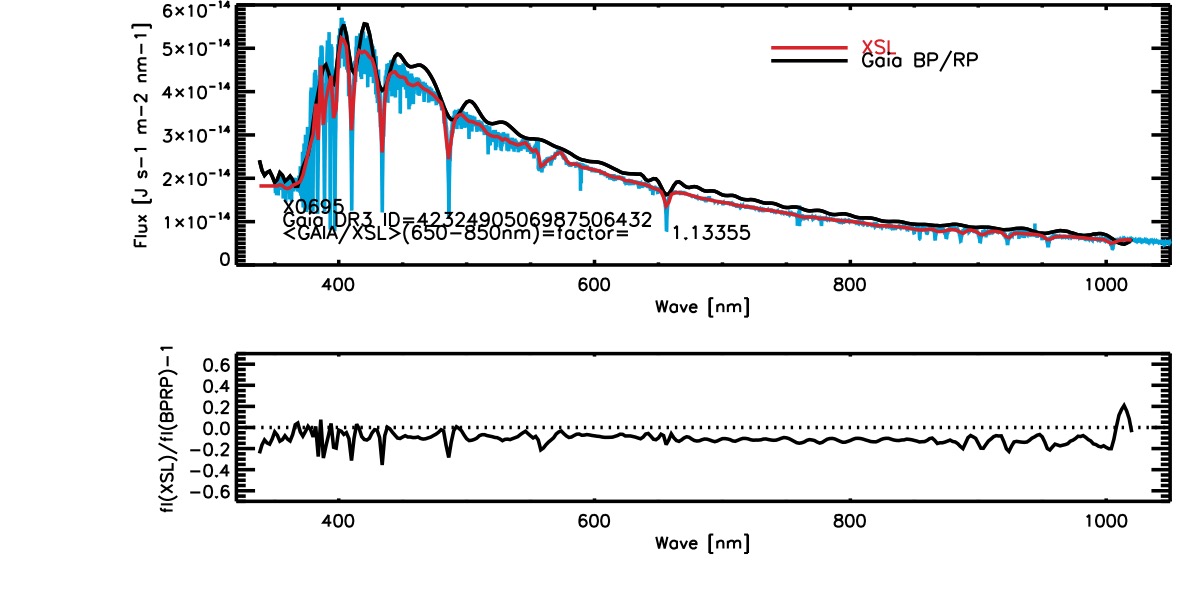 6×10-14
5×10-14
4×10-14
3×10-14
2×10-14
1×10-14
0
Flux [J s-1 m-2 nm-1]
XSL
Gaia BP/RP
X0695
Gaia DR3 ID=4232490506987506432
<GAIA/XSL>(650-850nm)=factor= 1.13355
400 600 800 1000
Wave [nm]
0.6
0.4
0.2
0.0
-0.2
-0.4
-0.6
fl(XSL)/fl(BPRP)-1
400 600 800 1000
Wave [nm]